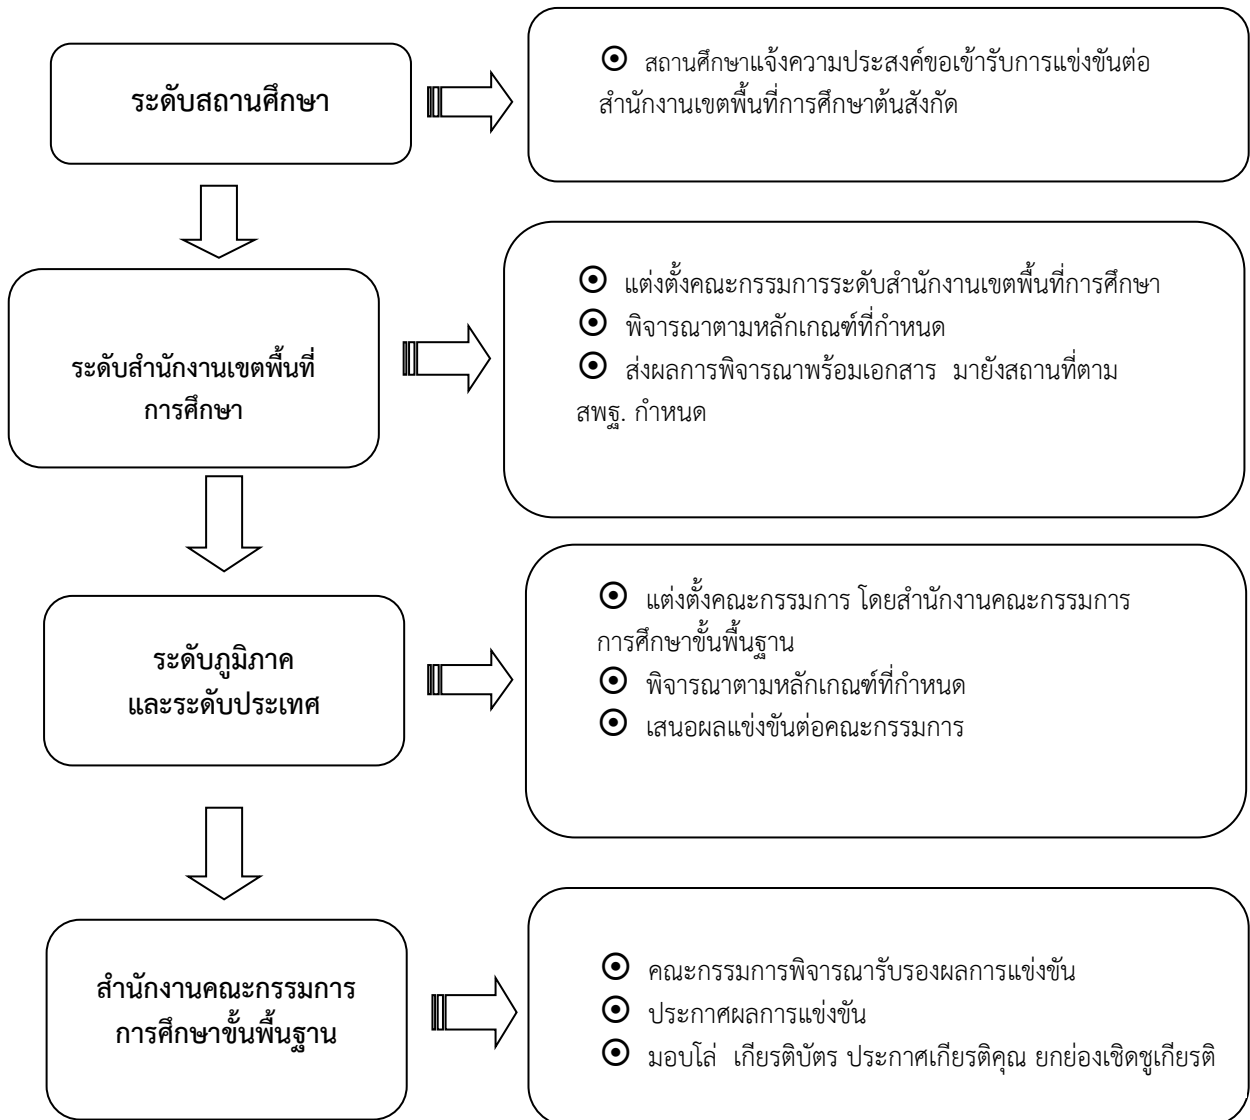 ระดับสถานศึกษา
⦿ สถานศึกษาแจ้งความประสงค์ขอเข้ารับการแข่งขันต่อ
สำนักงานเขตพื้นที่การศึกษาต้นสังกัด
ระดับสำนักงานเขตพื้นที่
การศึกษา
⦿ แต่งตั้งคณะกรรมการระดับสำนักงานเขตพื้นที่การศึกษา
⦿ พิจารณาตามหลักเกณฑ์ที่กำหนด
⦿ ส่งผลการพิจารณาพร้อมเอกสาร มายังสถานที่ตาม
สพฐ. กำหนด
ระดับภูมิภาค
และระดับประเทศ
⦿ แต่งตั้งคณะกรรมการ โดยสำนักงานคณะกรรมการ
การศึกษาขั้นพื้นฐาน
⦿ พิจารณาตามหลักเกณฑ์ที่กำหนด
⦿ เสนอผลแข่งขันต่อคณะกรรมการ
สำนักงานคณะกรรมการ
การศึกษาขั้นพื้นฐาน
⦿ คณะกรรมการพิจารณารับรองผลการแข่งขัน
⦿ ประกาศผลการแข่งขัน
⦿ มอบโล่ เกียรติบัตร ประกาศเกียรติคุณ ยกย่องเชิดชูเกียรติ